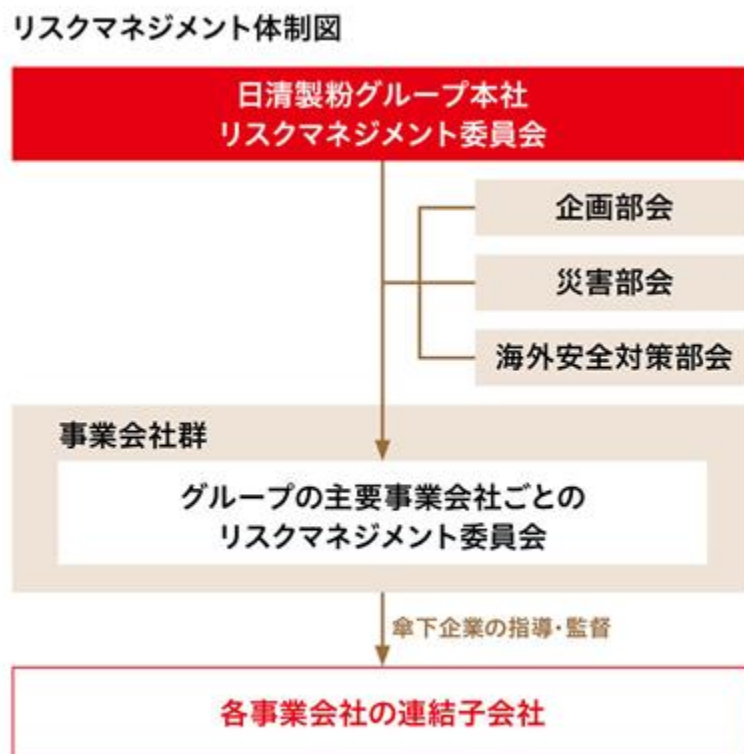 リスクマネジメント体制図
日清製粉グループ本社
リスクマネジメント委員会
企画部会
災害部会
海外安全対策部会
事業会社群
グループの主要事業会社ごとの
リスクマネジメント委員会
傘下企業の指導・監督
各事業会社の連結子会社